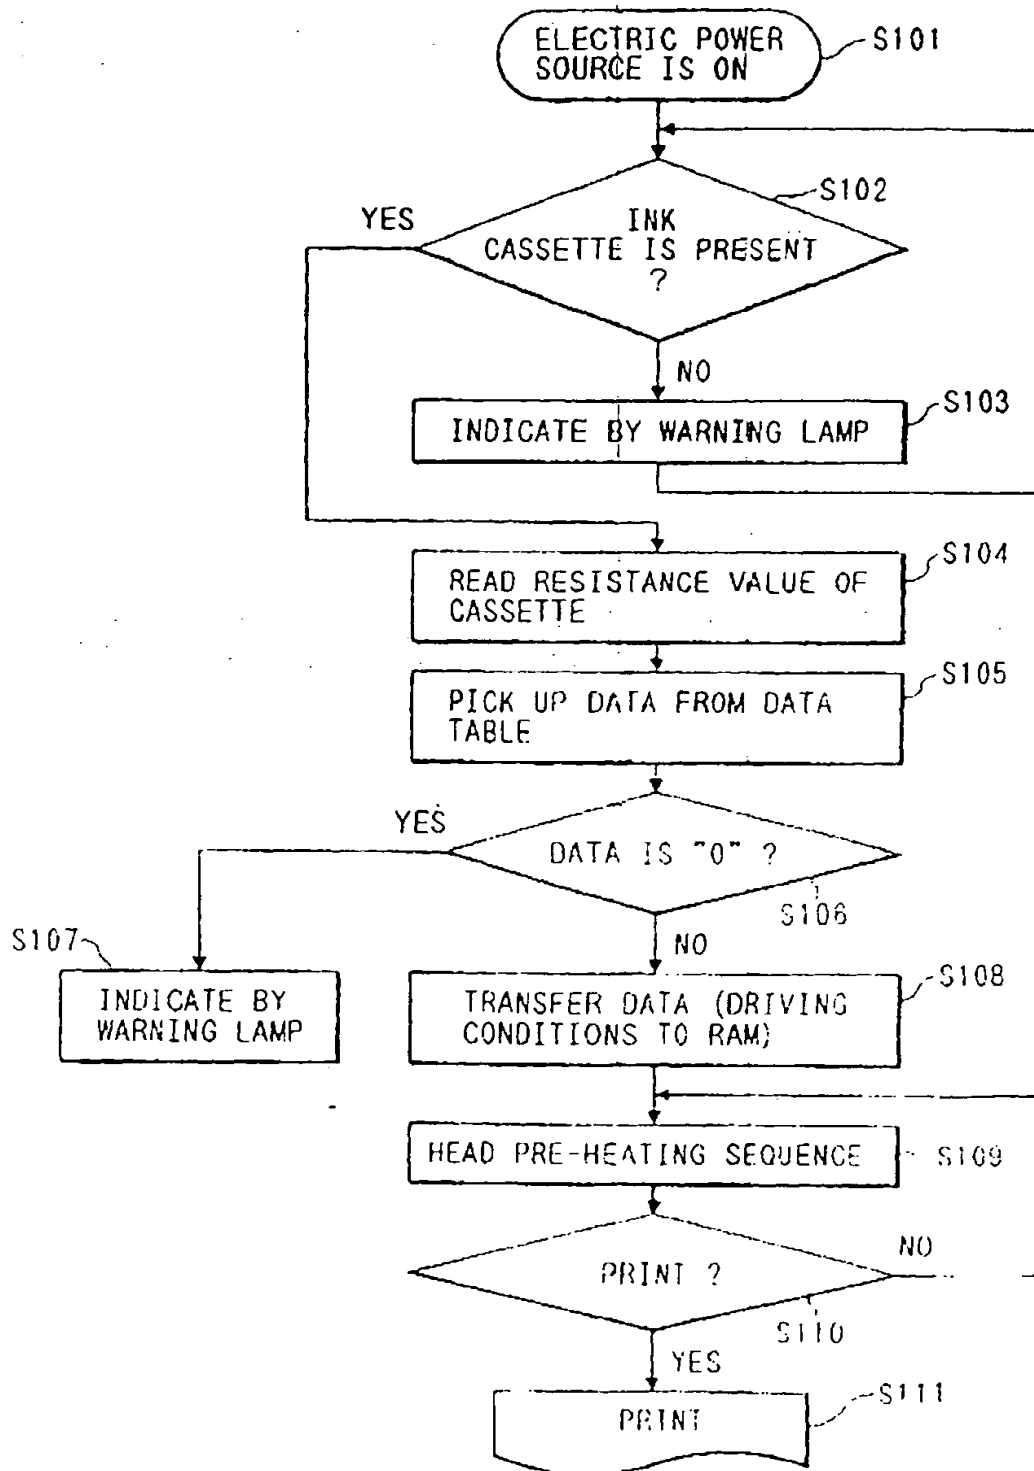 ELECTRIC POWER
SOURCE IS ON
S101
S102
YES
INK
CASSETTE IS PRESENT
?
NO
S103
INDICATE BY WARNING LAMP
S104
READ RESISTANCE VALUE OF
CASSETTE
S105
PICK UP DATA FROM DATA
TABLE
YES
DATA IS "0" ?
S106
NO
S107
INDICATE BY
WARNING LAMP
S108
TRANSFER DATA (DRIVING
CONDITIONS TO RAM)
HEAD PRE-HEATING SEQUENCE
S109
NO
PRINT ?
S110
YES
S111
PRINT